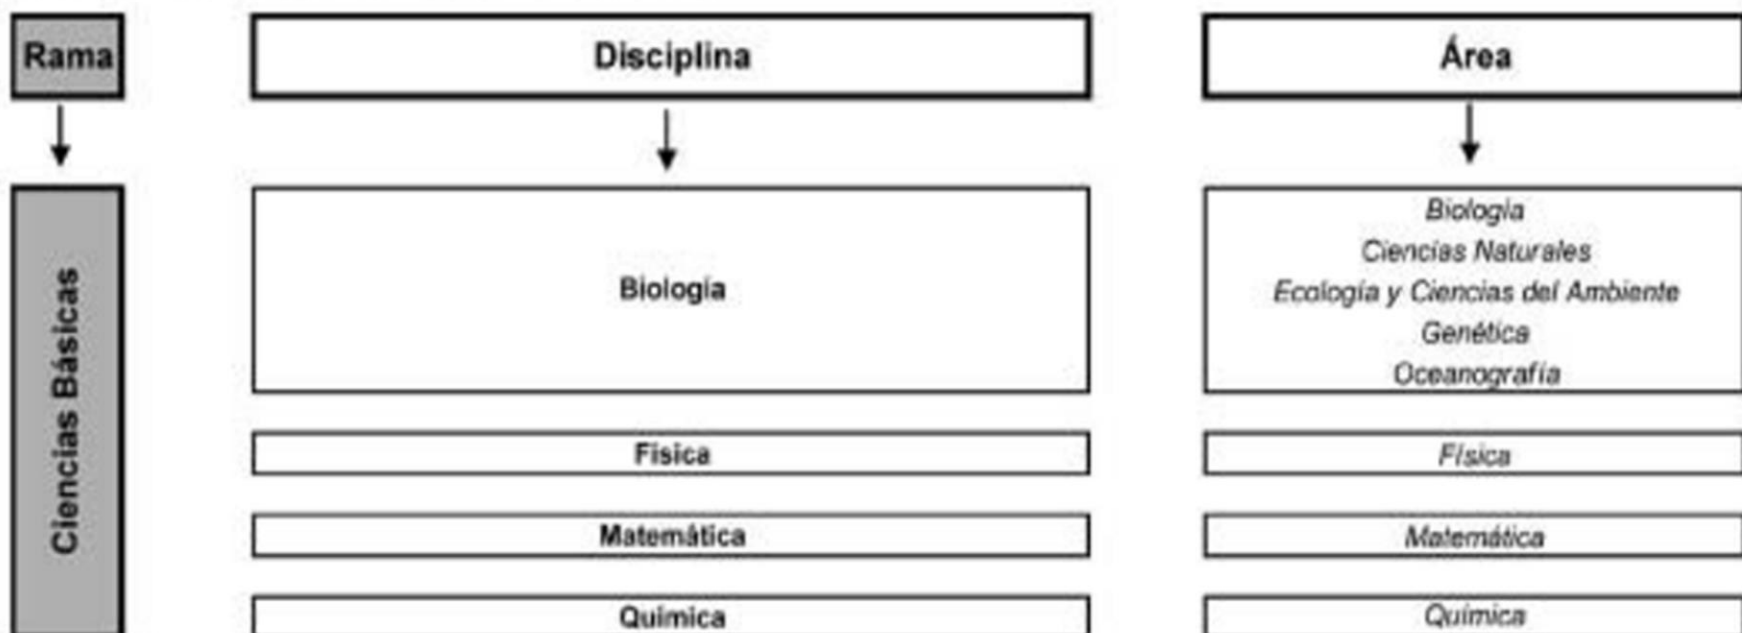 Rama
Disciplina
Área
Ciencias Básicas
Biología
Biología
Ciencias Naturales
Ecología y Ciencias del Ambiente
Genética
Oceanografía
Física
Física
Matemática
Matemática
Química
Química